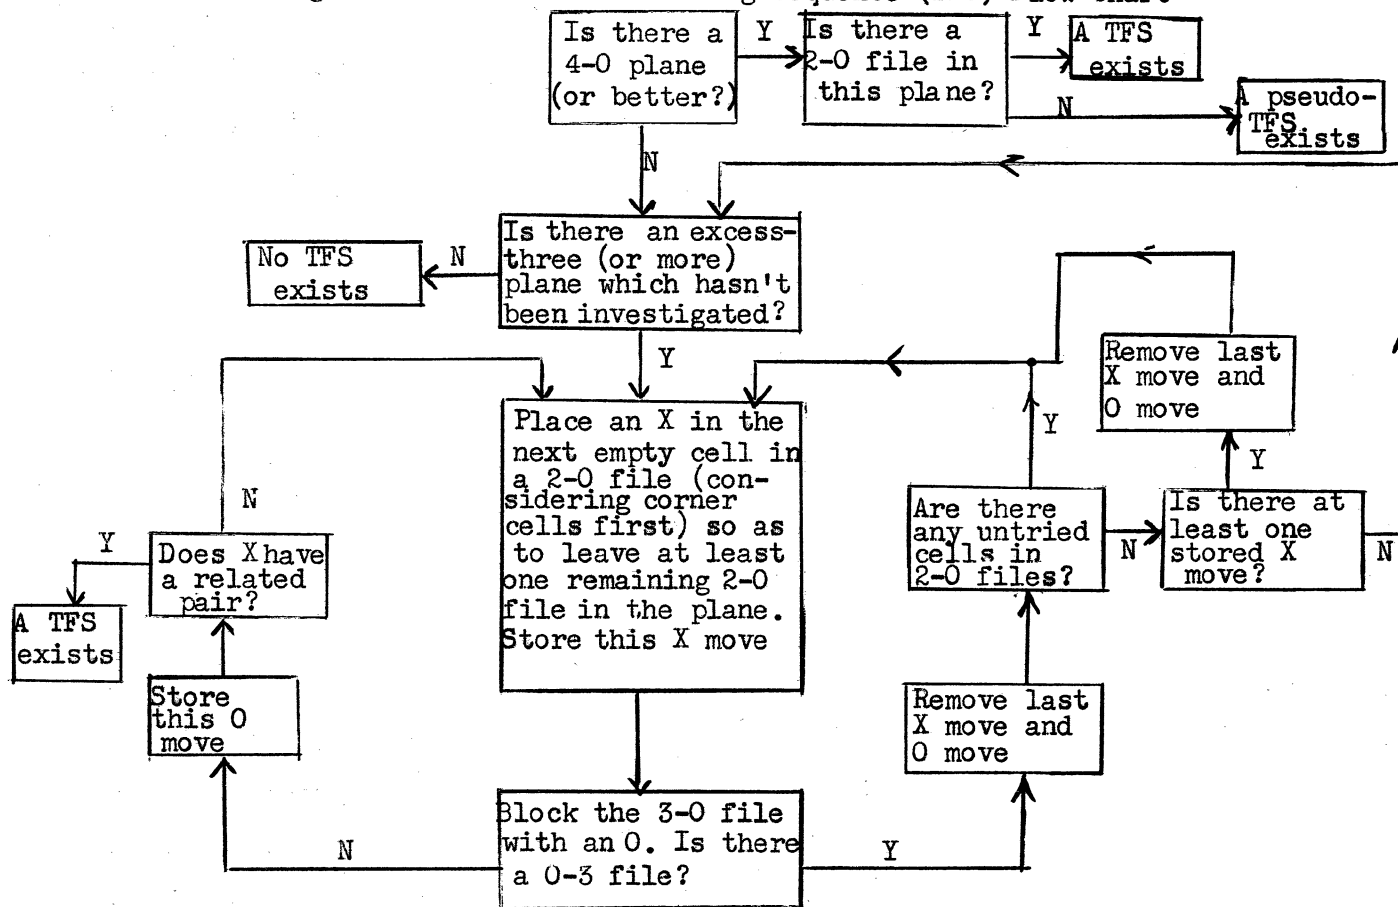 Is there a
4-0 plane
(or better?)
Y
Is there a
2-0 file in
this plane?
Y
A TFS
exists
N
A pseudo-
TFS
exists
N
Is there an excess-
three (or more)
plane which hasn't
been investigated?
N
No TFS
exists
Y
Place an X in the
next empty cell in
a 2-0 file (con-
sidering corner
cells first) so as
to leave at least
one remaining 2-0
file in the plane.
Store this X move
Block the 3-0 file
with an O. Is there
a 0-3 file?
N
Store
this O
move
Does X have
a related
pair?
N
Y
A TFS
exists
Y
Remove last
X move and
O move
Are there
any untried
cells in
2-0 files?
Y
N
Is there at
least one
stored X
move?
N
Y
Remove last
X move and
O move